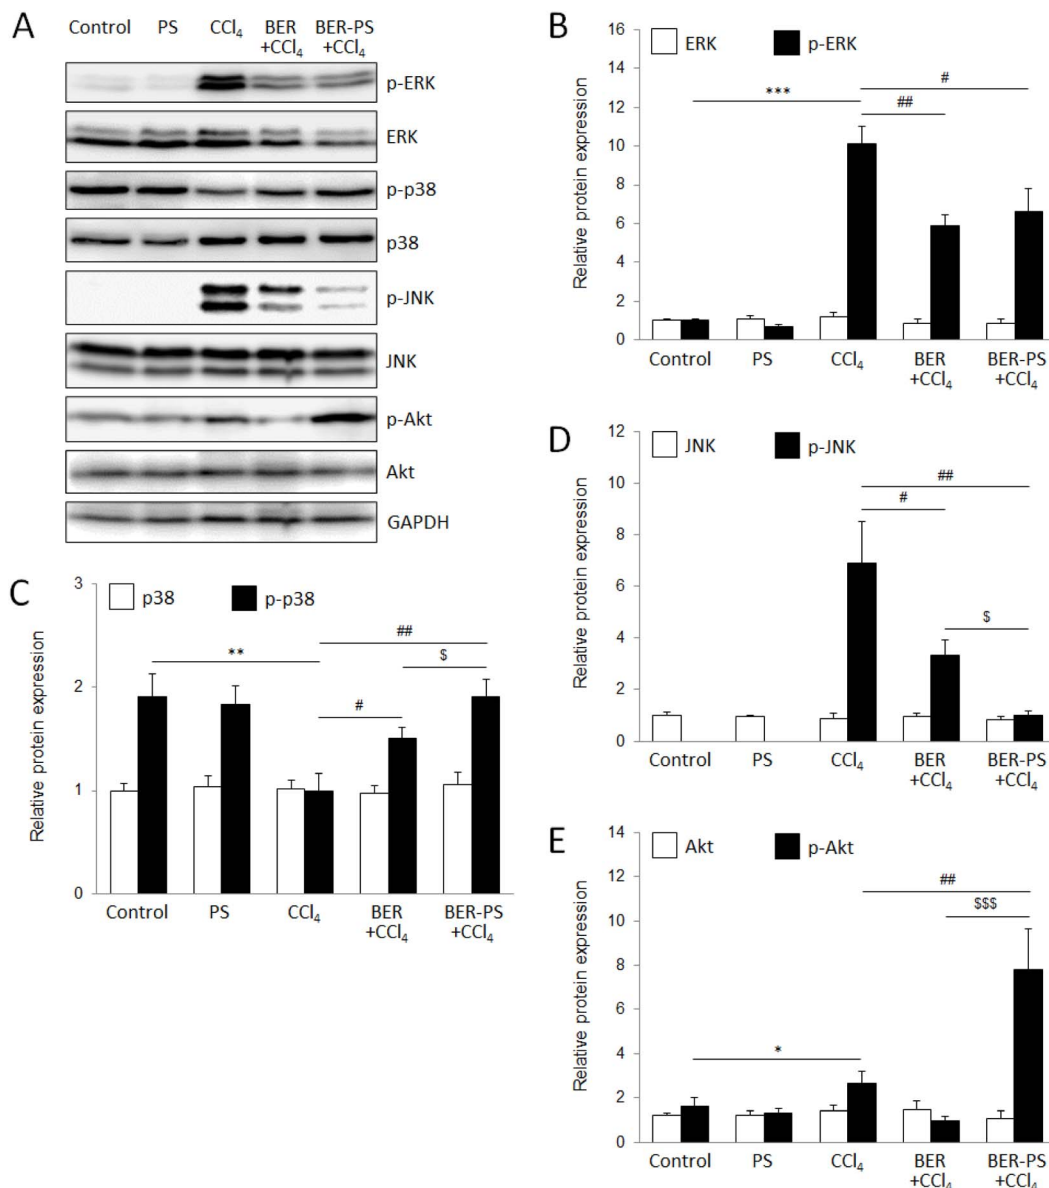 A
Control PS CCl₄ BER BER-PS
+CCl₄ +CCl₄
p-ERK
ERK
p-p38
p38
p-JNK
JNK
p-Akt
Akt
GAPDH
B
ERK p-ERK
Relative protein expression
16
14
12
10
8
6
4
2
0
***
##
#
Control PS CCl₄ BER BER-PS
+CCl₄ +CCl₄
C
p38 p-p38
Relative protein expression
3
2
1
0
**
##
$
#
Control PS CCl₄ BER BER-PS
+CCl₄ +CCl₄
D
JNK p-JNK
Relative protein expression
12
10
8
6
4
2
0
##
#
$
Control PS CCl₄ BER BER-PS
+CCl₄ +CCl₄
E
Akt p-Akt
Relative protein expression
14
12
10
8
6
4
2
0
##
$$$
*
Control PS CCl₄ BER BER-PS
+CCl₄ +CCl₄